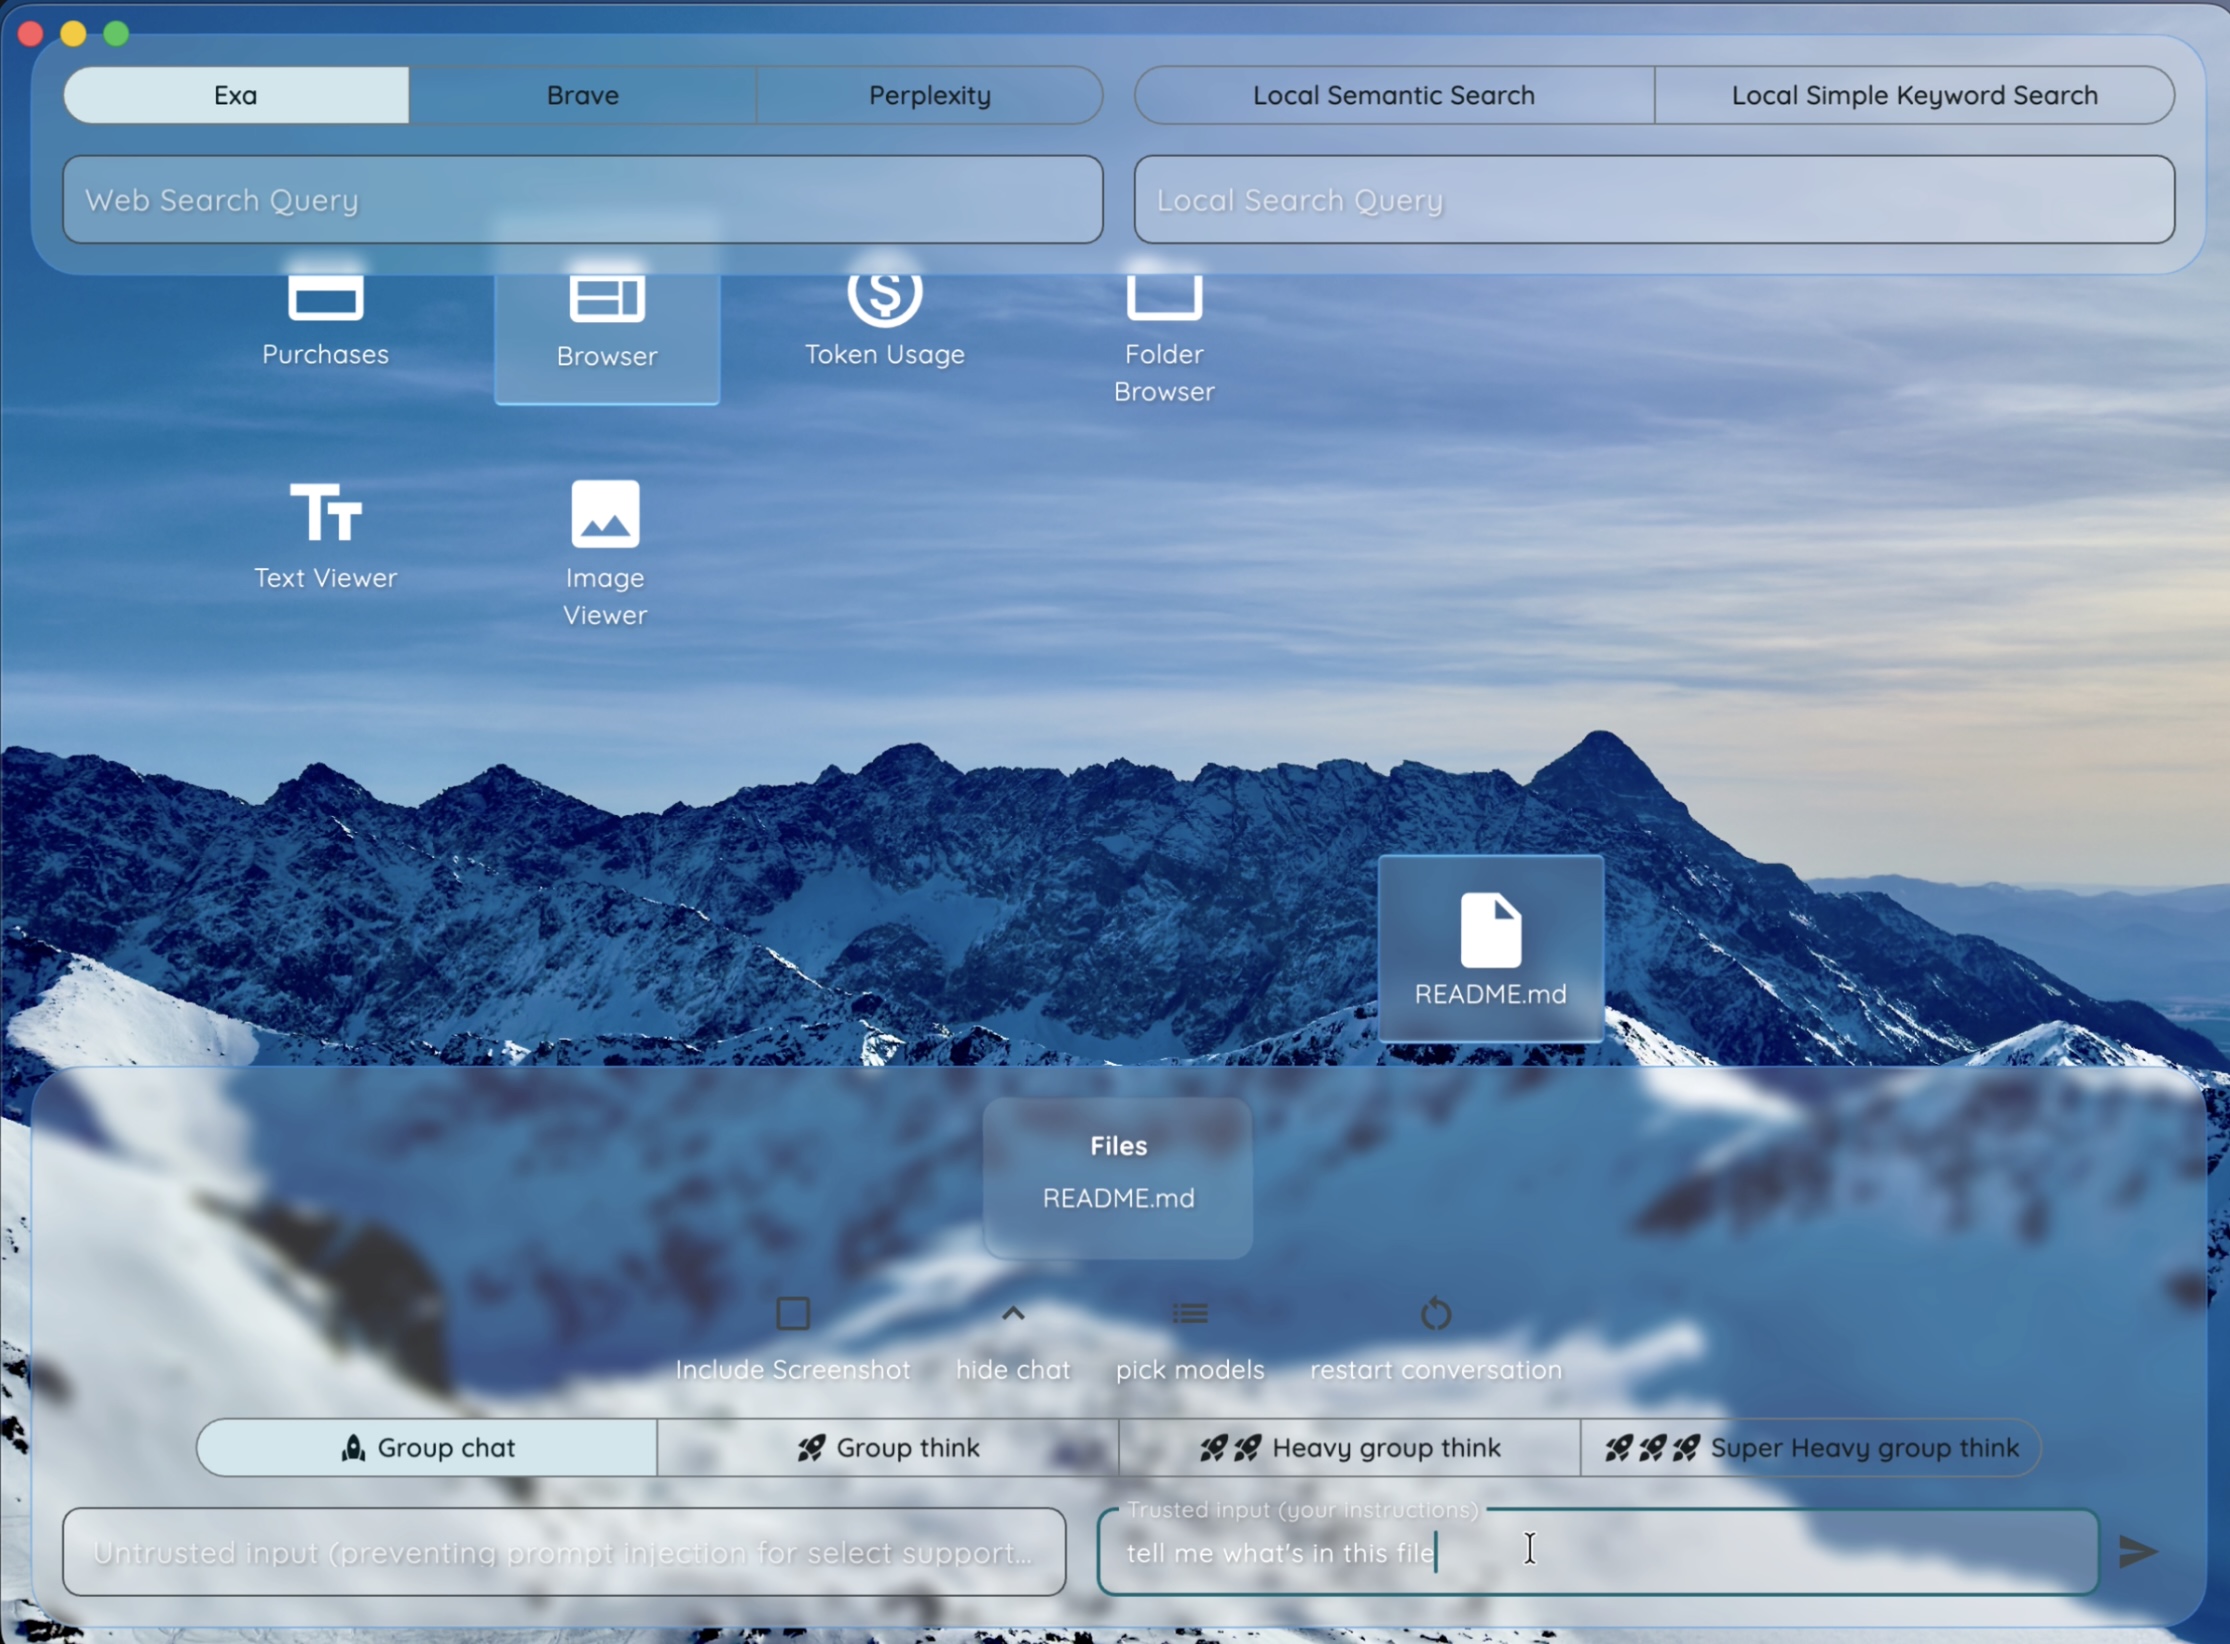 Exa
Brave
Perplexity
Local Semantic Search
Local Simple Keyword Search
Web Search Query
Local Search Query
Purchases
Browser
Token Usage
Folder
Browser
Text Viewer
Image
Viewer
README.md
Files
README.md
Include Screenshot
hide chat
pick models
restart conversation
Group chat
Group think
Heavy group think
Super Heavy group think
Untrusted input (preventing prompt injection for select support...
Trusted input (your instructions)
tell me what's in this file